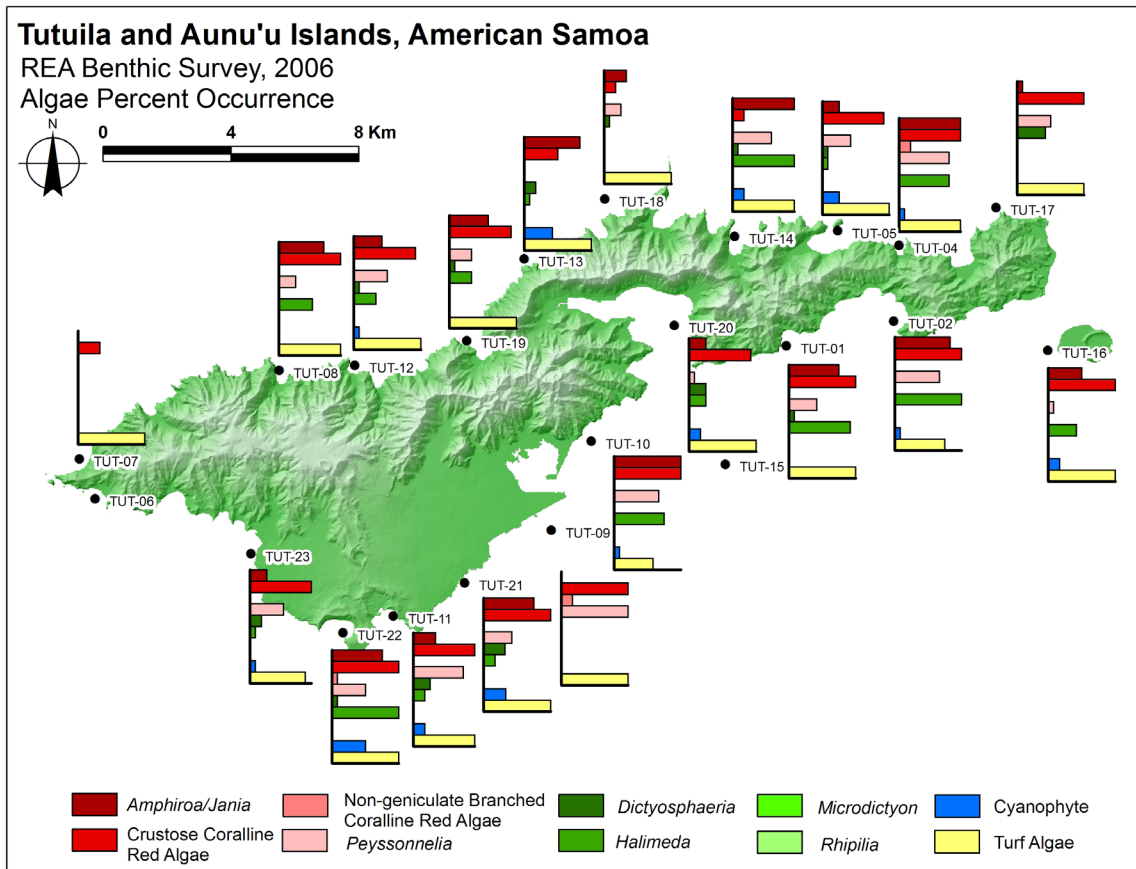 Tutuila and Aunu'u Islands, American Samoa
REA Benthic Survey, 2006
Algae Percent Occurrence
N
0 4 8 Km
TUT-18
TUT-17
TUT-14
TUT-05
TUT-04
TUT-13
TUT-20
TUT-02
TUT-19
TUT-01
TUT-16
TUT-08
TUT-12
TUT-10
TUT-07
TUT-15
TUT-06
TUT-09
TUT-23
TUT-21
TUT-11
TUT-22
Amphiroa/Jania
Crustose Coralline
Red Algae
Non-geniculate Branched
Coralline Red Algae
Peyssonnelia
Dictyosphaeria
Halimeda
Microdictyon
Rhipilia
Cyanophyte
Turf Algae